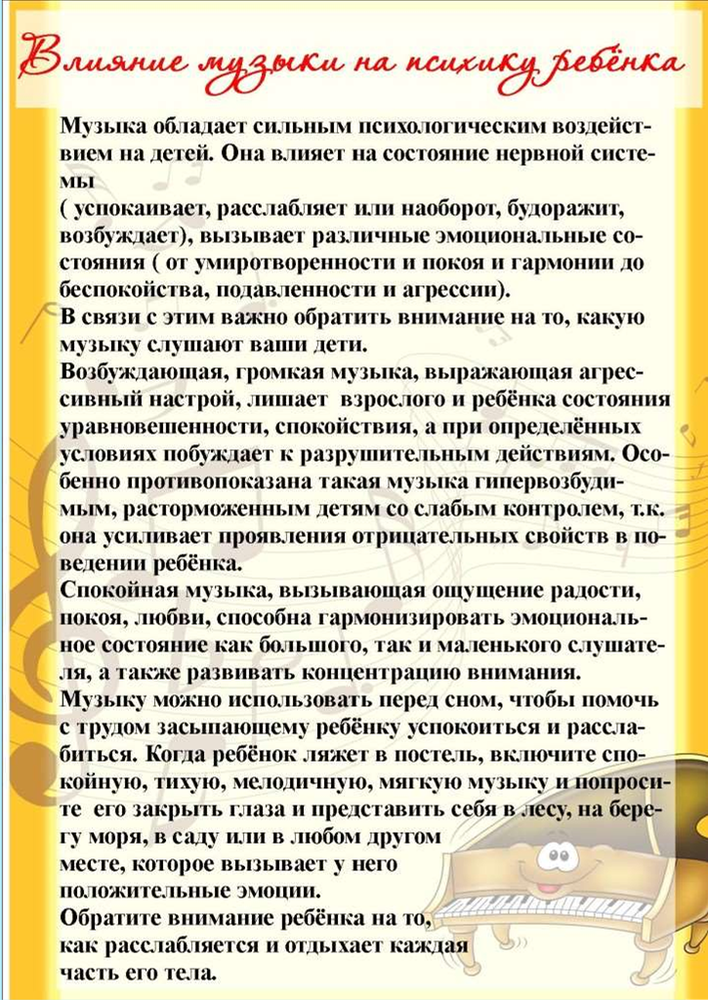 Влияние музыки на психику ребёнка
Музыка обладает сильным психологическим воздейст-
вием на детей. Она влияет на состояние нервной систе-
мы
( успокаивает, расслабляет или наоборот, будоражит,
возбуждает), вызывает различные эмоциональные со-
стояния ( от умиротворенности и покоя и гармонии до
беспокойства, подавленности и агрессии).
В связи с этим важно обратить внимание на то, какую
музыку слушают ваши дети.
Возбуждающая, громкая музыка, выражающая агрес-
сивный настрой, лишает  взрослого и ребёнка состояния
уравновешенности, спокойствия, а при определённых
условиях побуждает к разрушительным действиям. Осо-
бенно противопоказана такая музыка гипервозбуди-
мым, расторможенным детям со слабым контролем, т.к.
она усиливает проявления отрицательных свойств в по-
ведении ребёнка.
Спокойная музыка, вызывающая ощущение радости,
покоя, любви, способна гармонизировать эмоциональ-
ное состояние как большого, так и маленького слушате-
ля, а также развивать концентрацию внимания.
Музыку можно использовать перед сном, чтобы помочь
с трудом засыпающему ребёнку успокоиться и рассла-
биться. Когда ребёнок ляжет в постель, включите спо-
койную, тихую, мелодичную, мягкую музыку и попроси-
те  его закрыть глаза и представить себя в лесу, на бере-
гу моря, в саду или в любом другом
месте, которое вызывает у него
положительные эмоции.
Обратите внимание ребёнка на то,
как расслабляется и отдыхает каждая
часть его тела.